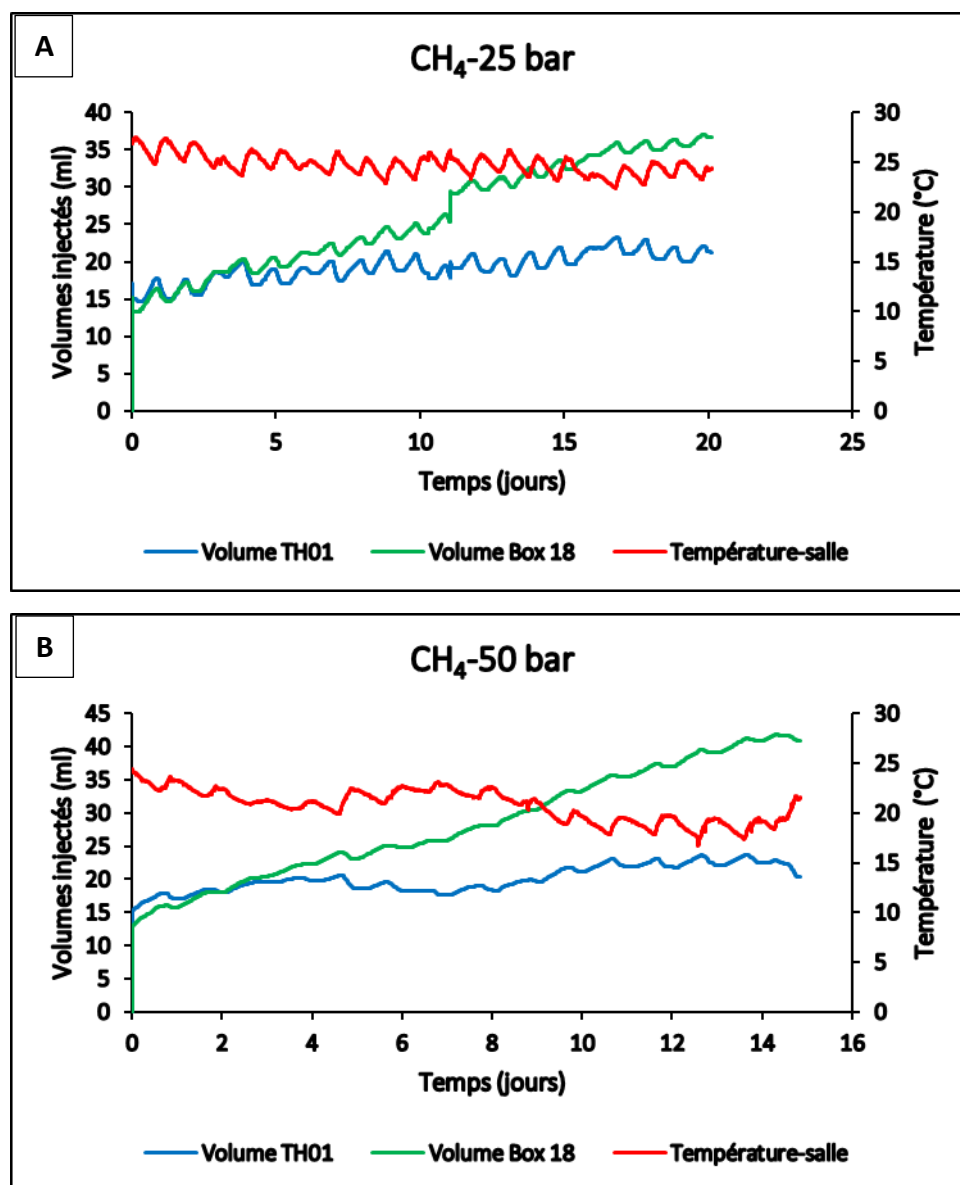 A
CH₄-25 bar
Volumes injectés (ml)
40
35
30
25
20
15
10
5
0
30
25
20
15
10
5
0
Température (°C)
0 5 10 15 20 25
Temps (jours)
Volume TH01 Volume Box 18 Température-salle
B
CH₄-50 bar
Volumes injectés (ml)
45
40
35
30
25
20
15
10
5
0
30
25
20
15
10
5
0
Température (°C)
0 2 4 6 8 10 12 14 16
Temps (jours)
Volume TH01 Volume Box 18 Température-salle